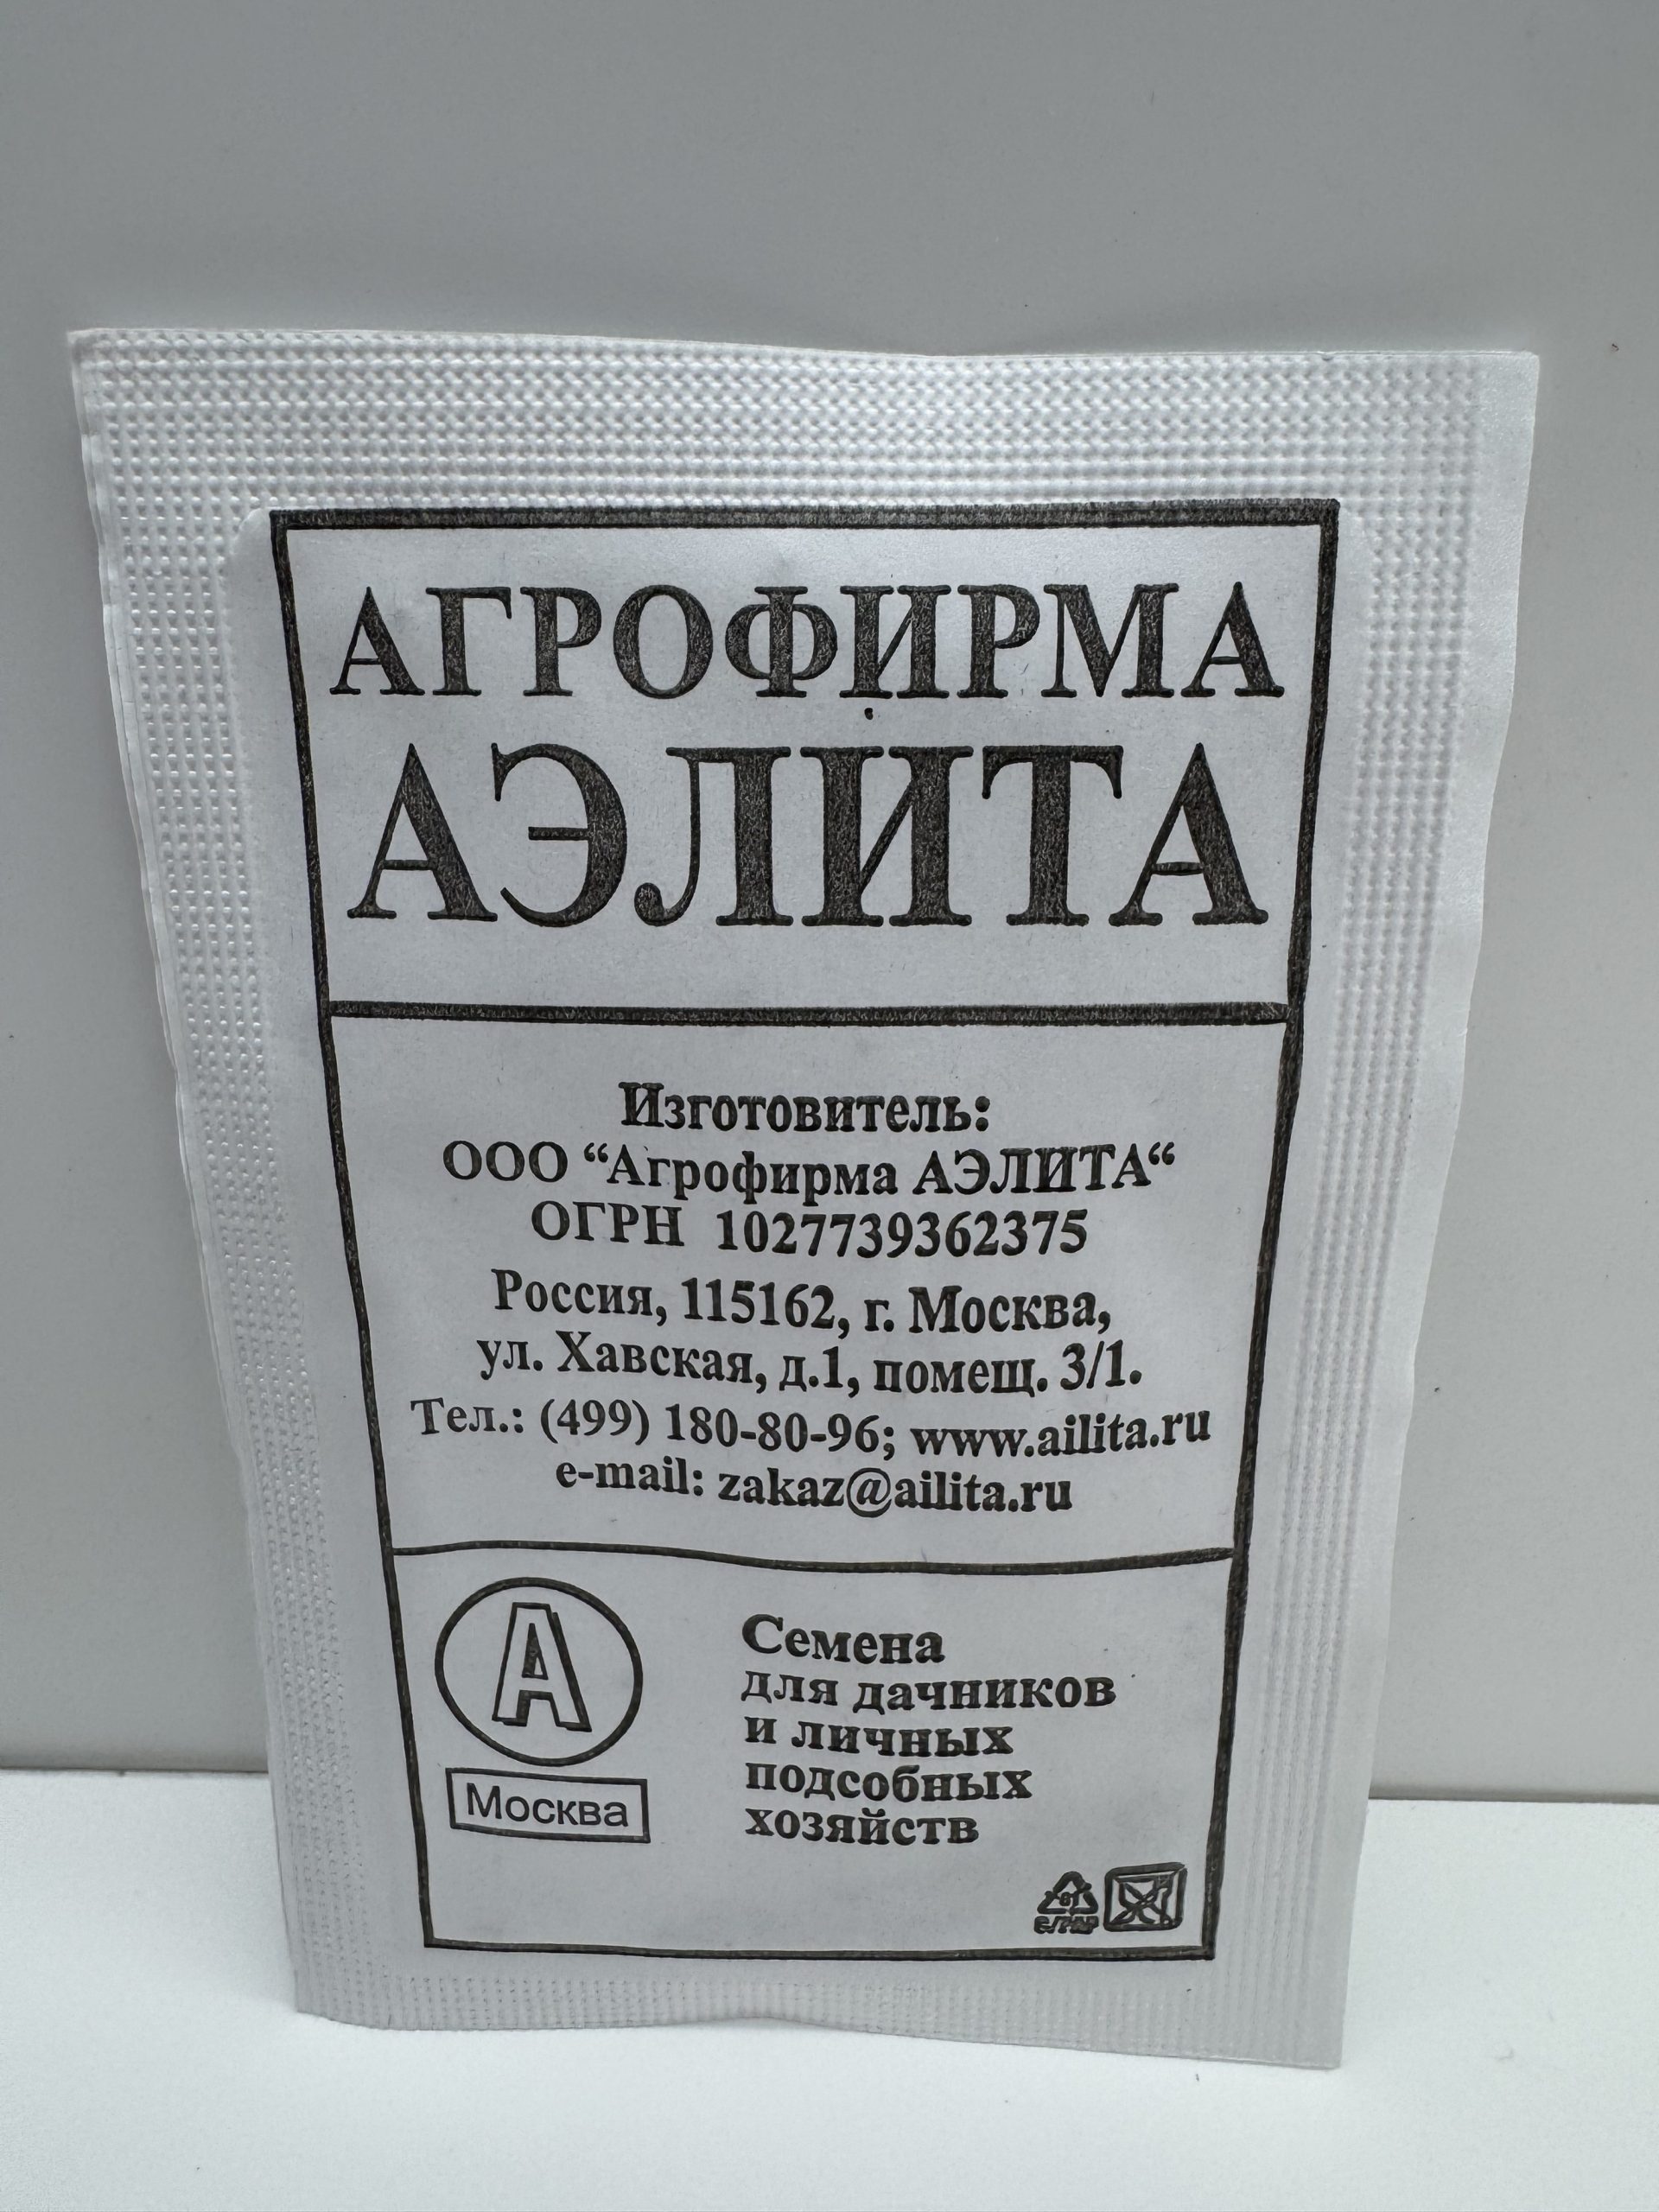 АГРОФИРМА
АЭЛИТА
Изготовитель:
ООО “Агрофирма АЭЛИТА“
ОГРН 1027739362375
Россия, 115162, г. Москва,
ул. Хавская, д.1, помещ. 3/1.
Тел.: (499) 180-80-96; www.ailita.ru
e-mail: zakaz@ailita.ru
А
Москва
Семена
для дачников
и личных
подсобных
хозяйств